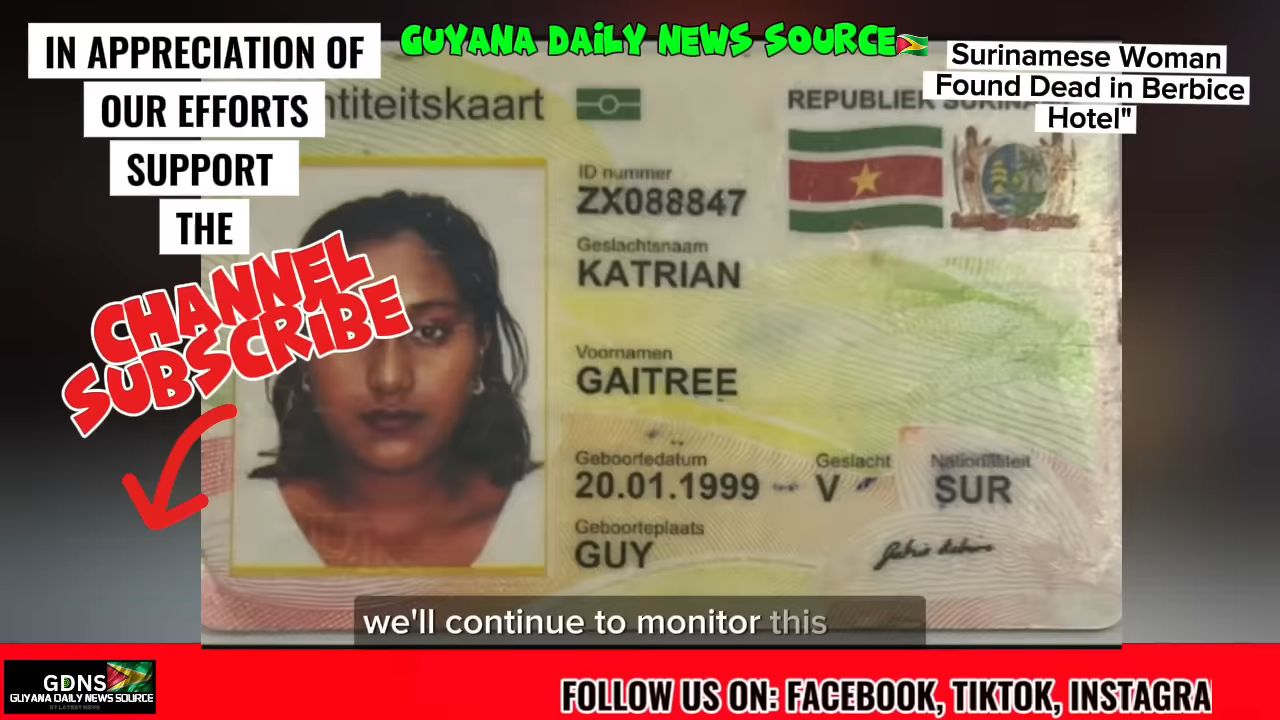 IN APPRECIATION OF
OUR EFFORTS
SUPPORT
THE
CHANNEL
SUBSCRIBE
GUYANA DAILY NEWS SOURCE
Surinamese Woman
Found Dead in Berbice
Hotel"
ntiteitskaart
REPUBLIEK SURINA
ID nummer
ZX088847
Geslachtsnaam
KATRIAN
Voornamen
GAITREE
Geboortedatum
20.01.1999
Geslacht
V
Nationaliteit
SUR
Geboorteplaats
GUY
we'll continue to monitor this
GDNS
GUYANA DAILY NEWS SOURCE
FOLLOW US ON: FACEBOOK, TIKTOK, INSTAGRA